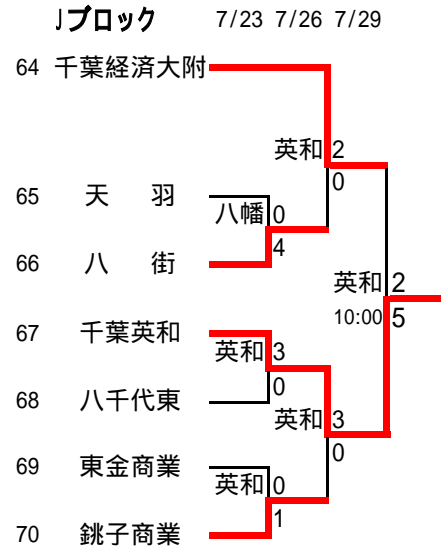 Jブロック 7/23 7/26 7/29
64 千葉経済大附
英和 2
0
65 天 羽
八幡 0
4
66 八 街
英和 2
10:00 5
67 千葉英和
英和 3
0
68 八千代東
英和 3
0
69 東金商業
英和 0
1
70 銚子商業